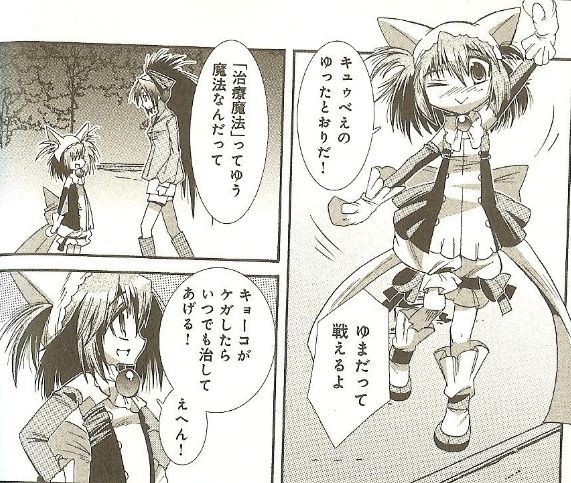 キュゥべえの
ゆったとおりだ！
ゆまだって
戦えるよ
「治療魔法」ってゆう
魔法なんだって
キョーコが
ケガしたら
いつでも治して
あげる！
えへん！